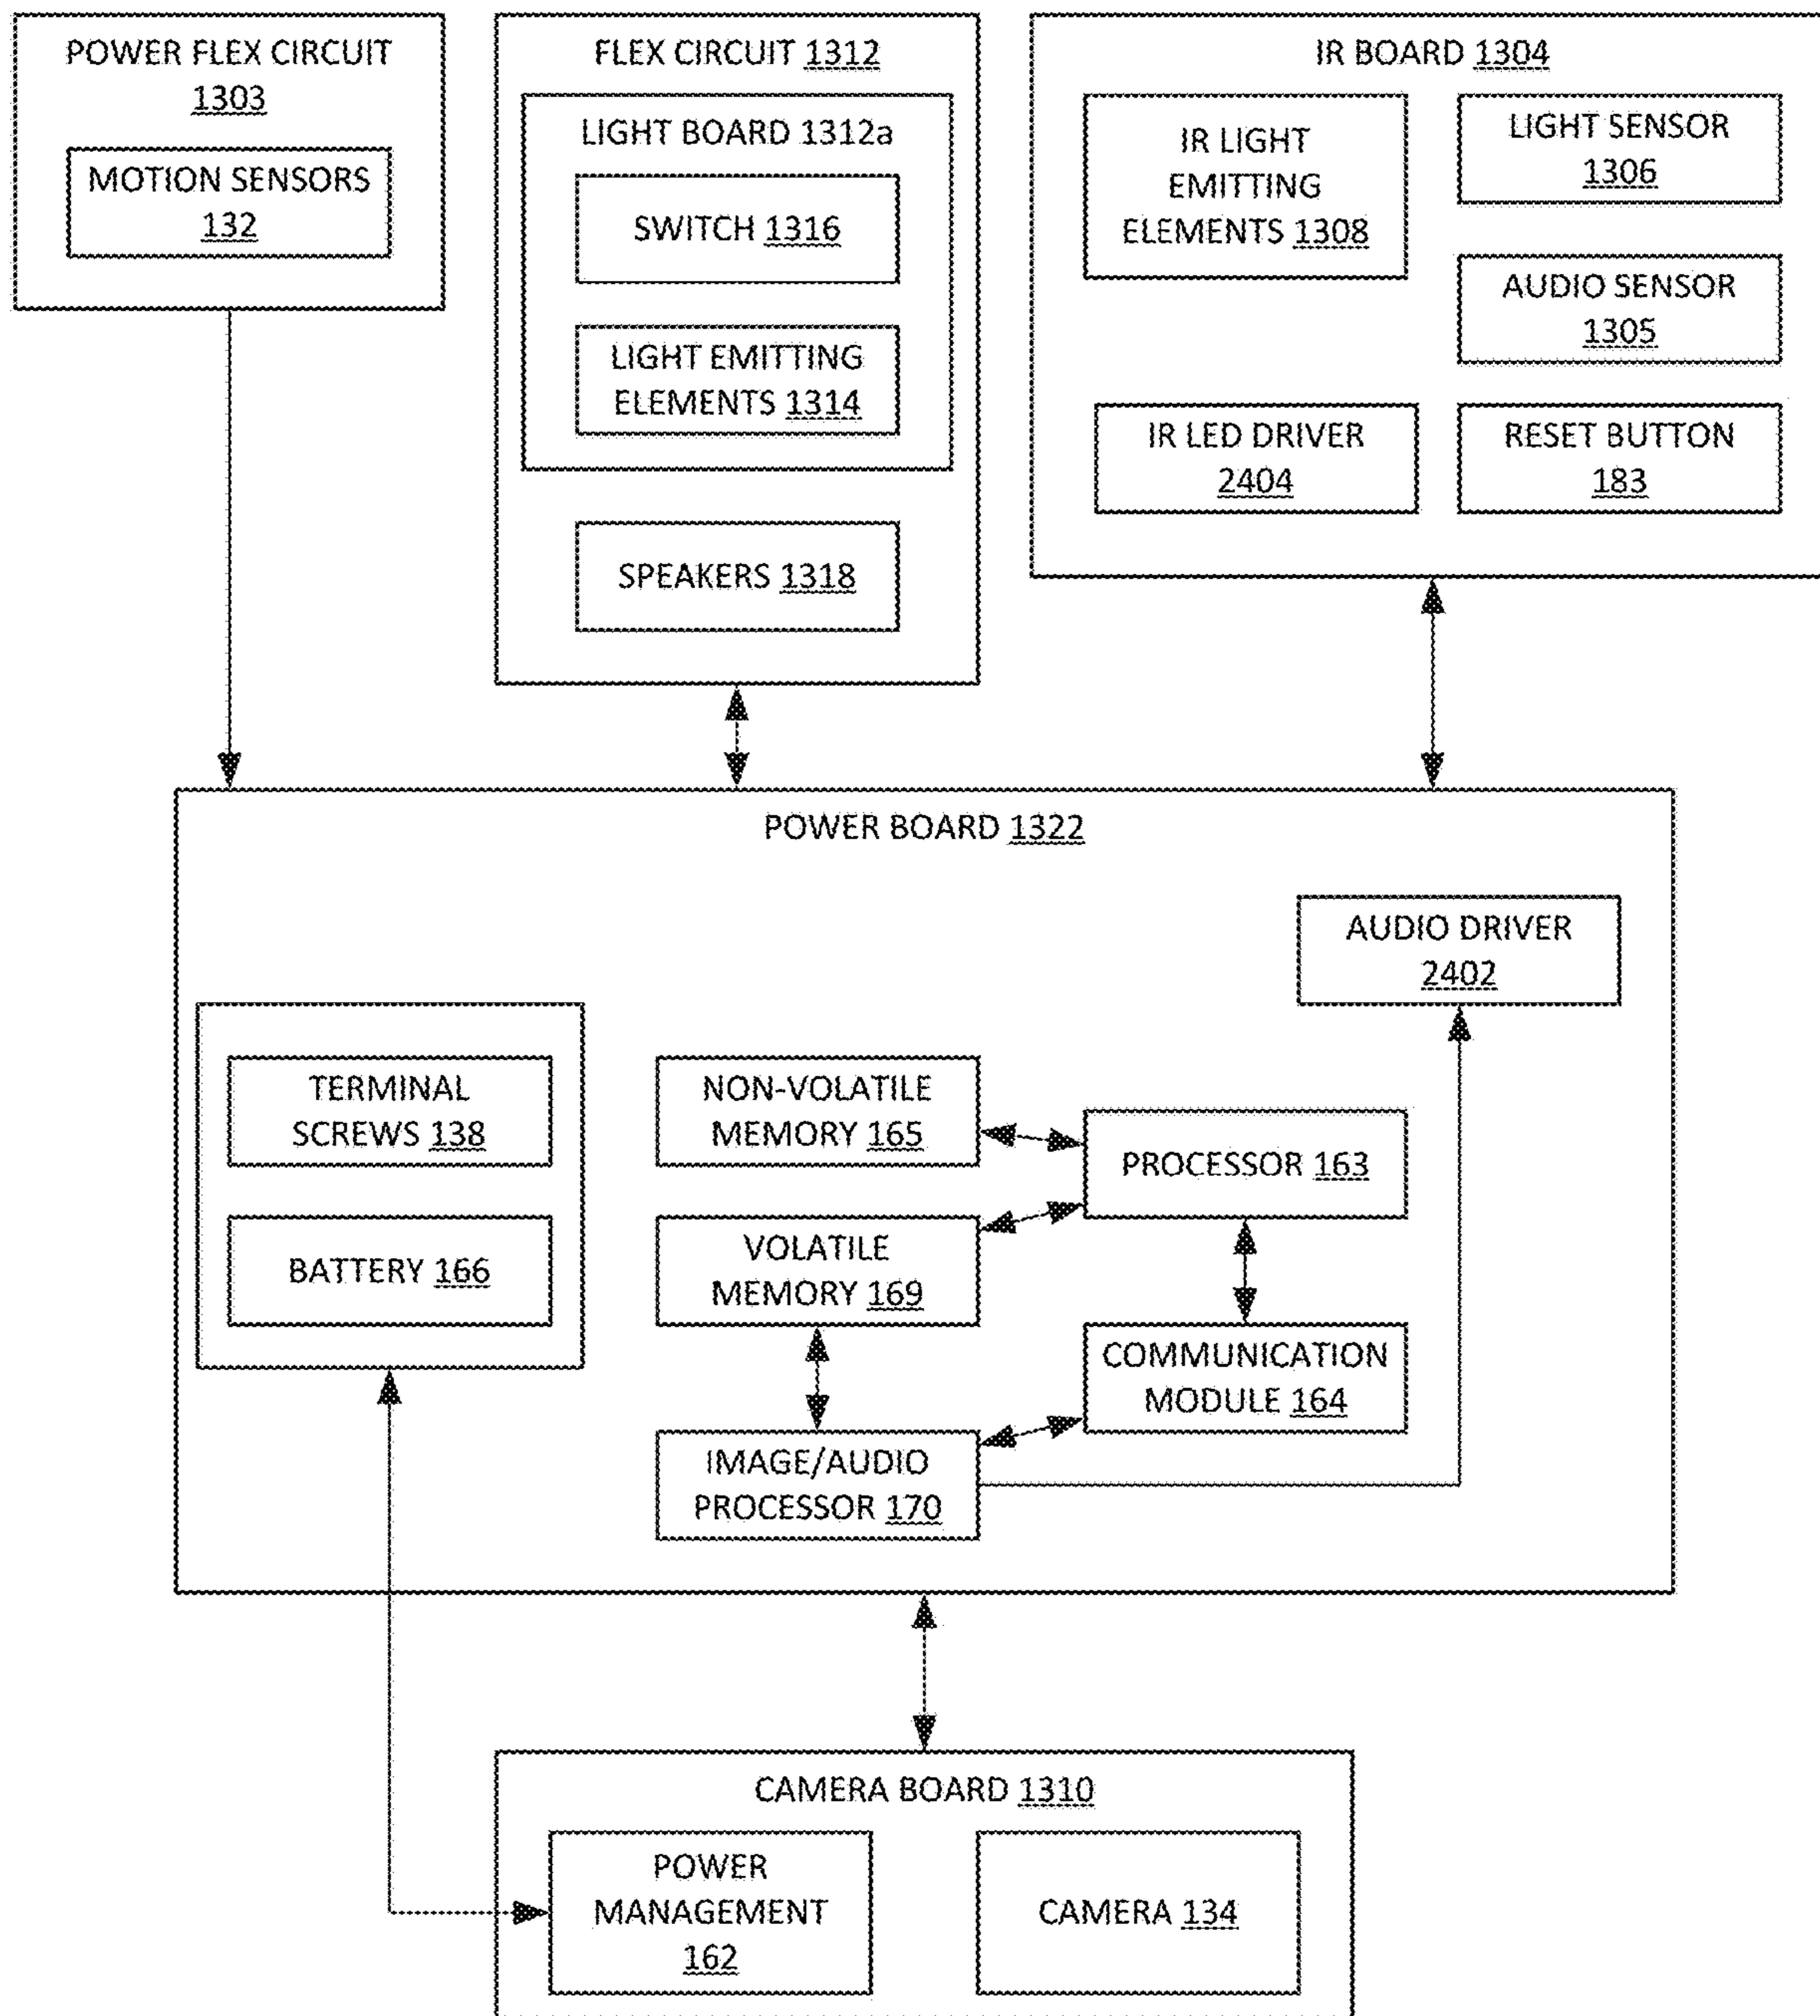 POWER FLEX CIRCUIT
1303
MOTION SENSORS
132
FLEX CIRCUIT 1312
LIGHT BOARD 1312a
SWITCH 1316
LIGHT EMITTING
ELEMENTS 1314
SPEAKERS 1318
IR BOARD 1304
IR LIGHT
EMITTING
ELEMENTS 1308
LIGHT SENSOR
1306
AUDIO SENSOR
1305
IR LED DRIVER
2404
RESET BUTTON
183
POWER BOARD 1322
AUDIO DRIVER
2402
TERMINAL
SCREWS 138
BATTERY 166
NON-VOLATILE
MEMORY 165
PROCESSOR 163
VOLATILE
MEMORY 169
COMMUNICATION
MODULE 164
IMAGE/AUDIO
PROCESSOR 170
CAMERA BOARD 1310
POWER
MANAGEMENT
162
CAMERA 134